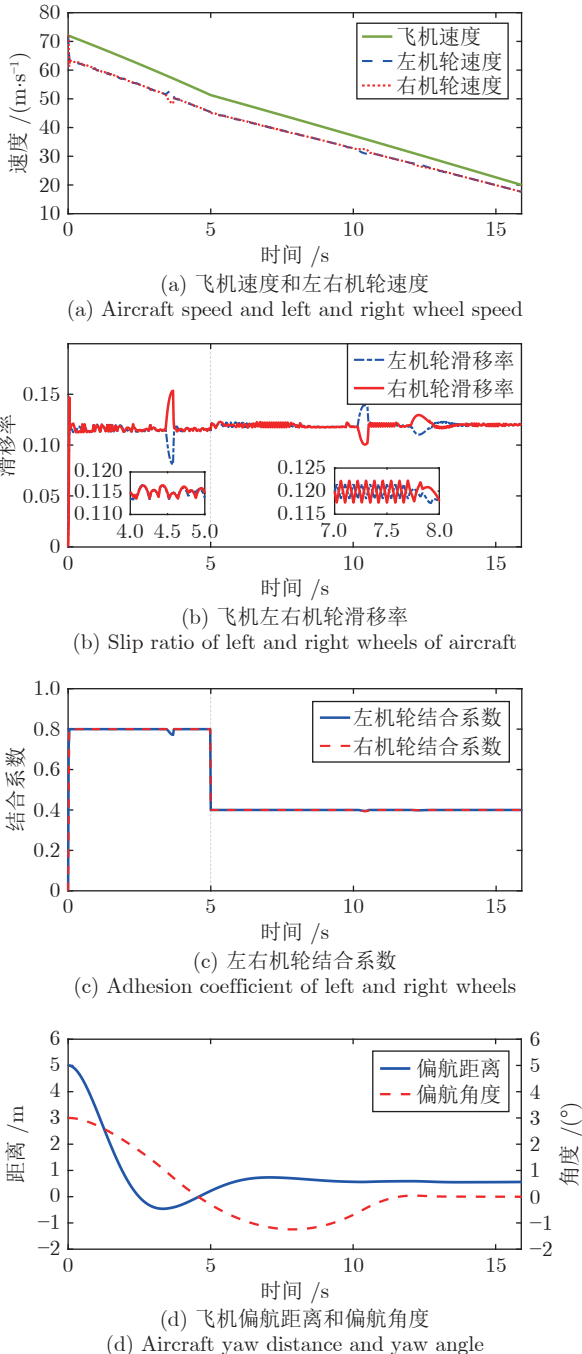 80
70
60
50
40
30
20
10
速度 /(m·s⁻¹)
飞机速度
左机轮速度
右机轮速度
0 5 10 15
时间 /s
(a) 飞机速度和左右机轮速度
(a) Aircraft speed and left and right wheel speed
0.15
0.10
0.05
0
滑移率
左机轮滑移率
右机轮滑移率
0.120
0.115
0.110
4.0 4.5 5.0
0.125
0.120
0.115
7.0 7.5 8.0
0 5 10 15
时间 /s
(b) 飞机左右机轮滑移率
(b) Slip ratio of left and right wheels of aircraft
1.0
0.8
0.6
0.4
0.2
0
结合系数
左机轮结合系数
右机轮结合系数
0 5 10 15
时间 /s
(c) 左右机轮结合系数
(c) Adhesion coefficient of left and right wheels
6
5
4
3
2
1
0
−1
−2
距离 /m
偏航距离
偏航角度
6
5
4
3
2
1
0
−1
−2
角度 /(°)
0 5 10 15
时间 /s
(d) 飞机偏航距离和偏航角度
(d) Aircraft yaw distance and yaw angle